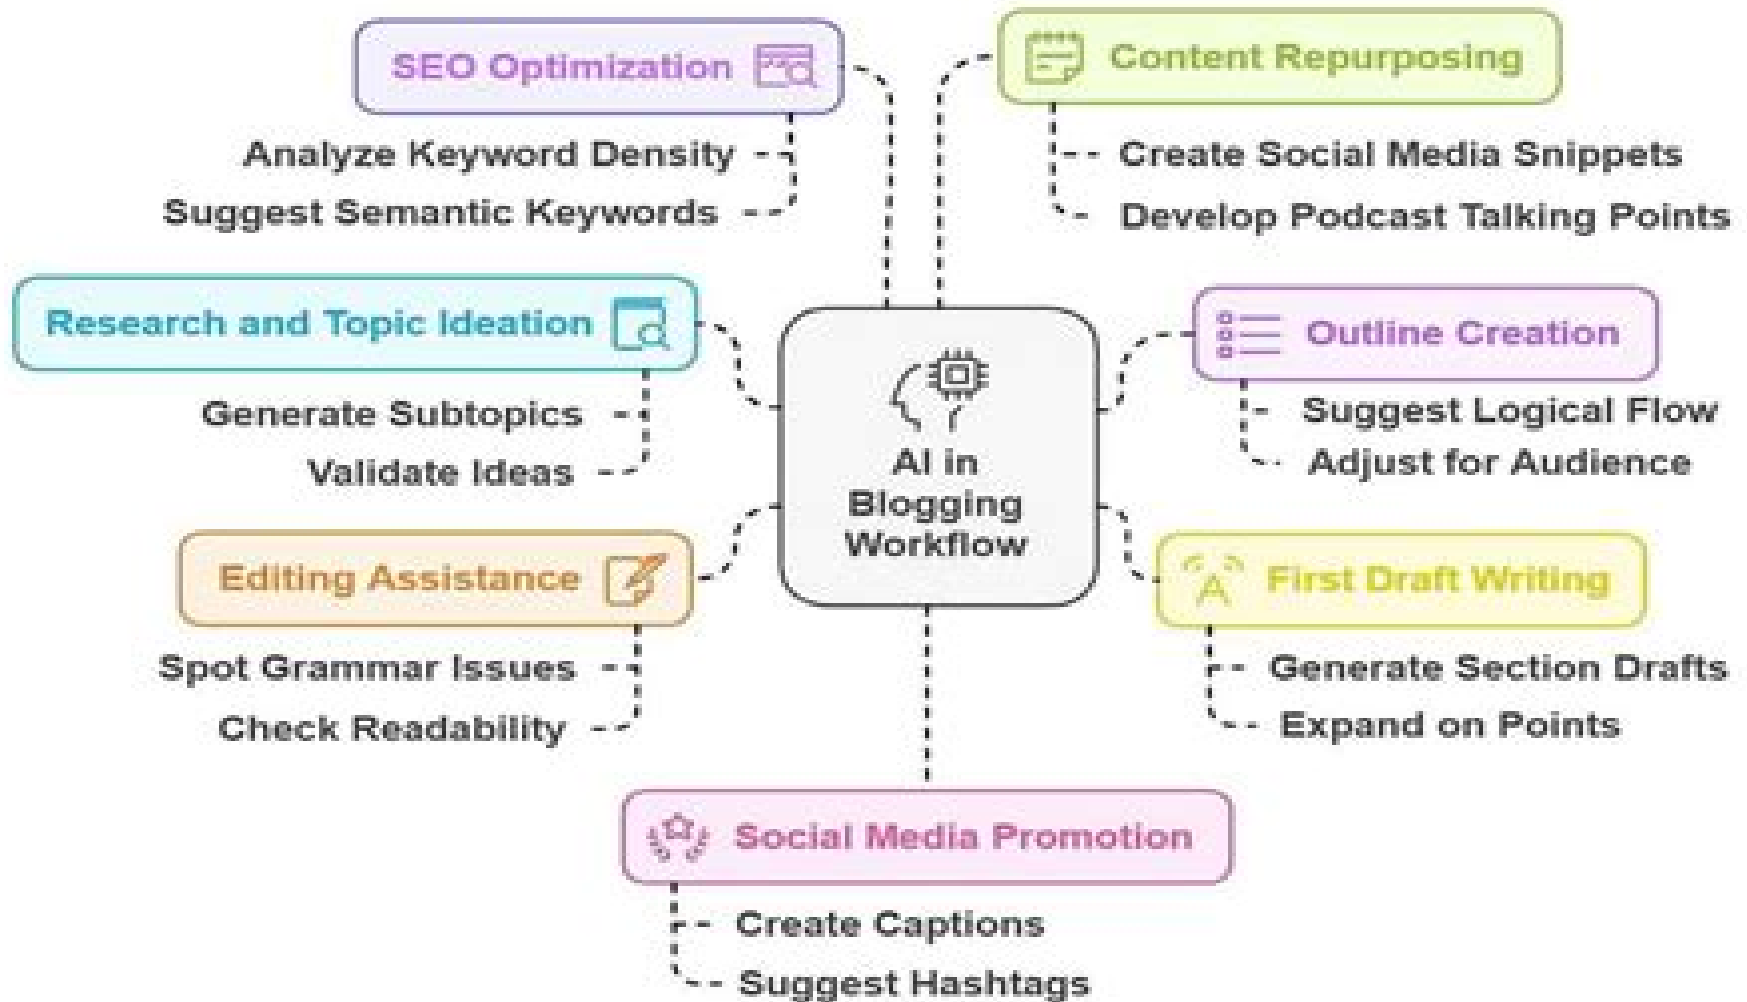 SEO Optimization
Analyze Keyword Density
Suggest Semantic Keywords
Content Repurposing
Create Social Media Snippets
Develop Podcast Talking Points
Research and Topic Ideation
Generate Subtopics
Validate Ideas
AI in
Blogging
Workflow
Outline Creation
Suggest Logical Flow
Adjust for Audience
Editing Assistance
Spot Grammar Issues
Check Readability
A
First Draft Writing
Generate Section Drafts
Expand on Points
Social Media Promotion
Create Captions
Suggest Hashtags